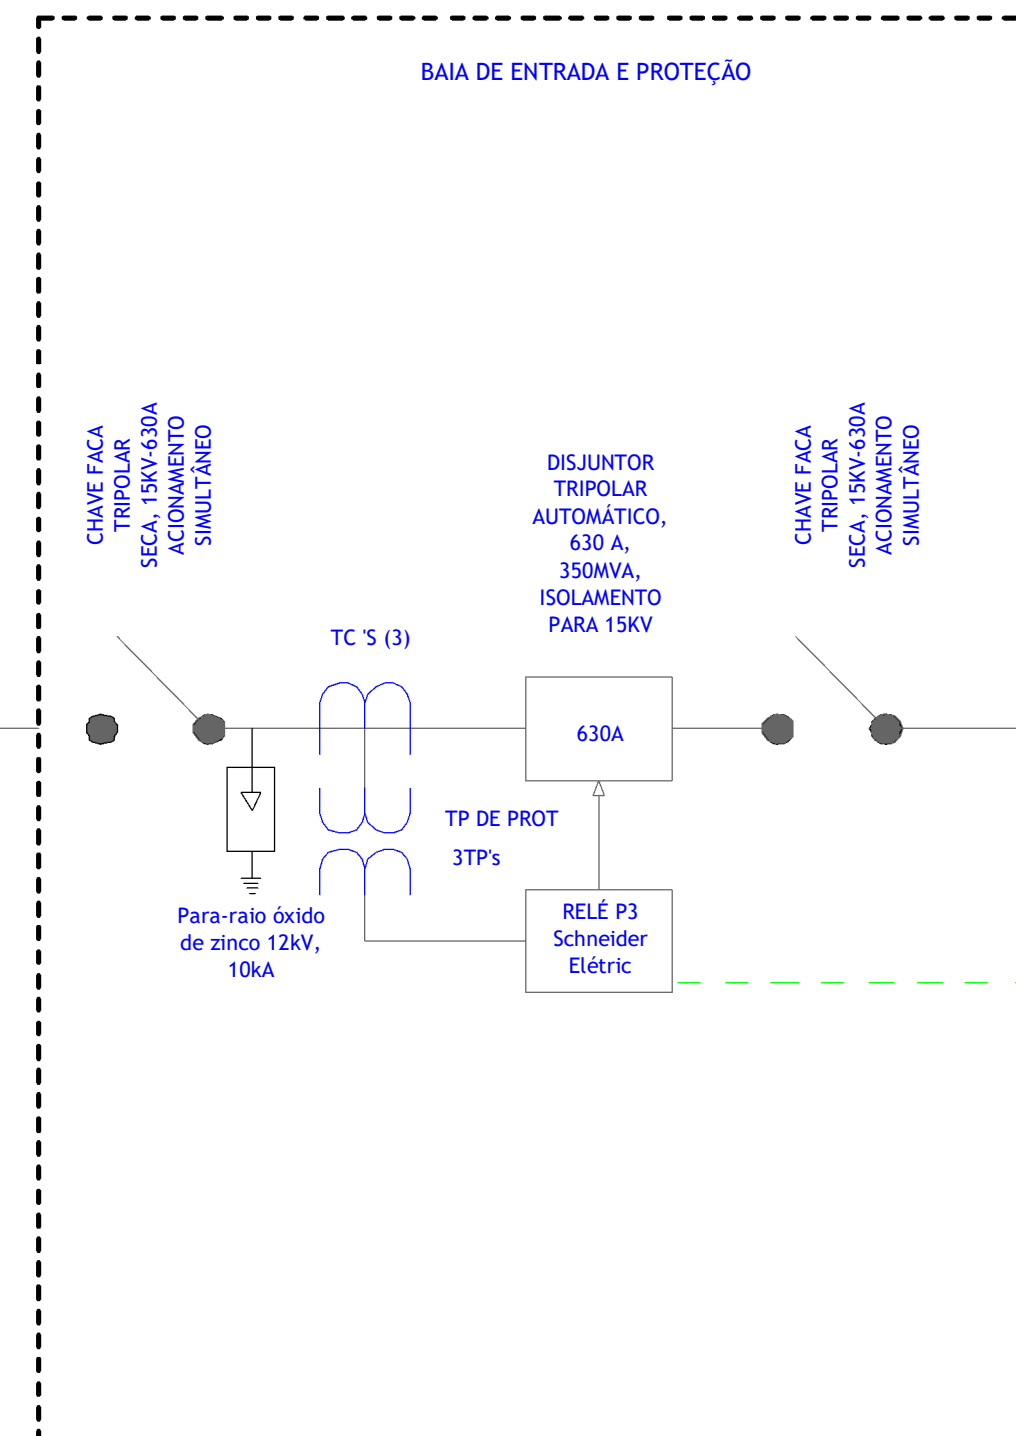 BAIA DE ENTRADA E PROTEÇÃO
CHAVE FACA
TRIPOLAR
SECA, 15KV-630A
ACIONAMENTO
SIMULTÂNEO
DISJUNTOR
TRIPOLAR
AUTOMÁTICO,
630 A,
350MVA,
ISOLAMENTO
PARA 15KV
CHAVE FACA
TRIPOLAR
SECA, 15KV-630A
ACIONAMENTO
SIMULTÂNEO
TC 'S (3)
630A
TP DE PROT
3TP's
Para-raio óxido
de zinco 12kV,
10kA
RELÉ P3
Schneider
Elétric